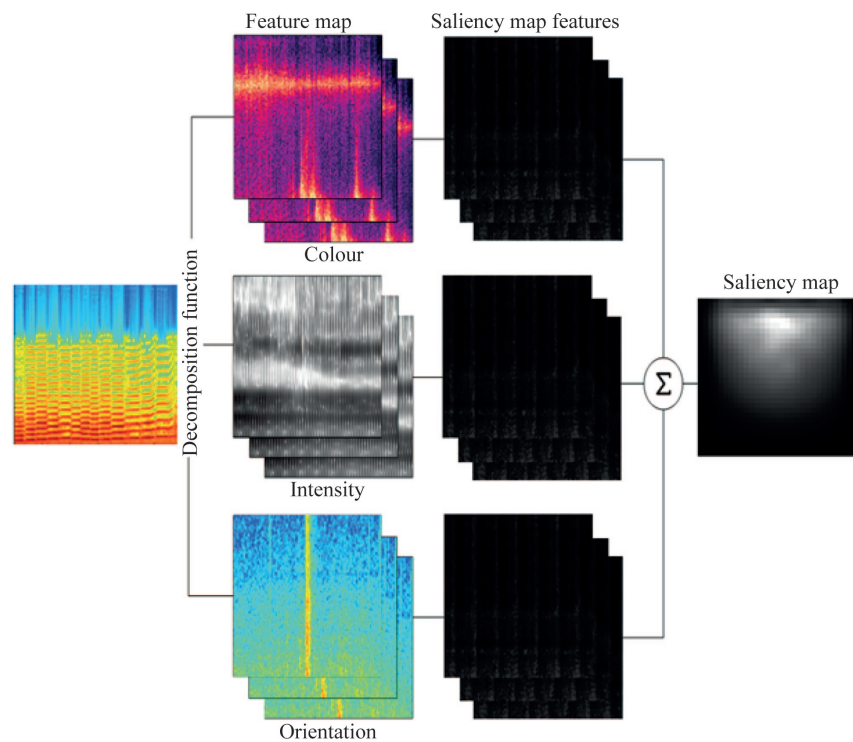 Feature map
Saliency map features
Colour
Decomposition function
Saliency map
Σ
Intensity
Orientation